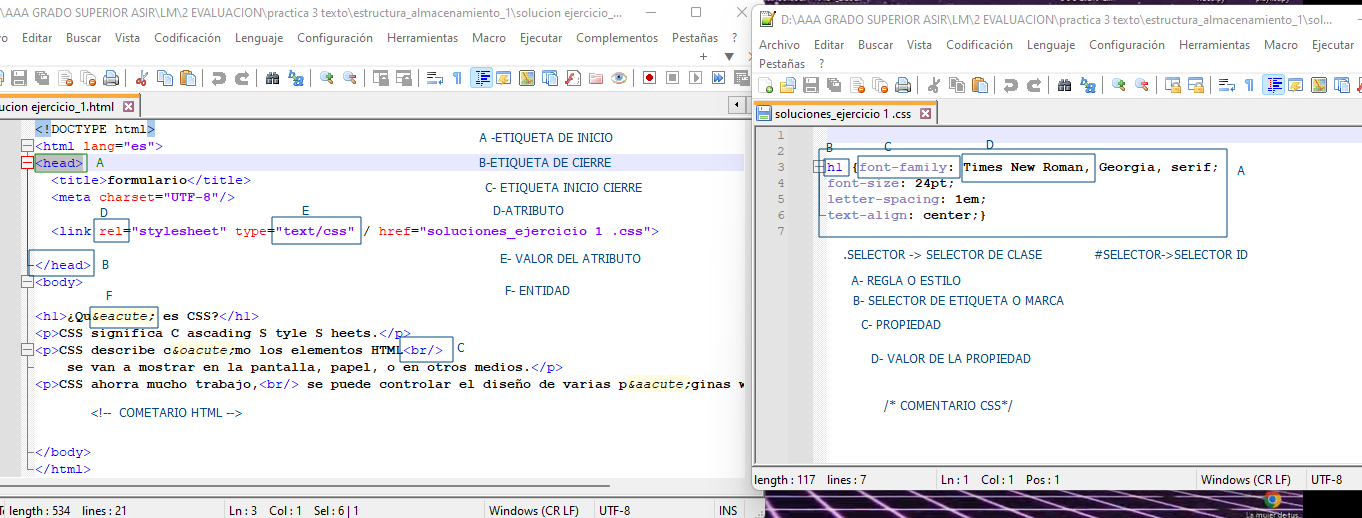 :\AAA GRADO SUPERIOR ASIR\LM\2 EVALUACION\practica 3 texto\estructura_almacenamiento_1\solucion ejercicio_...
Editar Buscar Vista Codificación Lenguaje Configuración Herramientas Macro Ejecutar Complementos Pestañas ?
ucion ejercicio_1.html
<!DOCTYPE html>
<html lang="es">
<head> A
<title>formulario</title>
<meta charset="UTF-8"/>
D E
<link rel="stylesheet" type="text/css" / href="soluciones_ejercicio 1 .css">
</head> B
<body>
F
<h1>¿Qu&eacute; es CSS?</h1>
<p>CSS significa C ascading S tyle S heets.</p>
<p>CSS describe c&oacute;mo los elementos HTML<br/> C
se van a mostrar en la pantalla, papel, o en otros medios.</p>
<p>CSS ahorra mucho trabajo,<br/> se puede controlar el diseño de varias p&aacute;ginas w
<!-- COMETARIO HTML -->
</body>
</html>
A -ETIQUETA DE INICIO
B-ETIQUETA DE CIERRE
C- ETIQUETA INICIO CIERRE
D-ATRIBUTO
E- VALOR DEL ATRIBUTO
F- ENTIDAD
length : 534 lines : 21 Ln : 3 Col : 1 Sel : 6 | 1 Windows (CR LF) UTF-8 INS
D:\AAA GRADO SUPERIOR ASIR\LM\2 EVALUACION\practica 3 texto\estructura_almacenamiento_1\sol...
Archivo Editar Buscar Vista Codificación Lenguaje Configuración Herramientas Macro Ejecutar
Pestañas ?
soluciones_ejercicio 1 .css
1
2 B C D
3 h1 {font-family: Times New Roman, Georgia, serif; A
4 font-size: 24pt;
5 letter-spacing: 1em;
6 text-align: center;}
7
.SELECTOR -> SELECTOR DE CLASE #SELECTOR->SELECTOR ID
A- REGLA O ESTILO
B- SELECTOR DE ETIQUETA O MARCA
C- PROPIEDAD
D- VALOR DE LA PROPIEDAD
/* COMENTARIO CSS*/
length : 117 lines : 7 Ln : 1 Col : 1 Pos : 1 Windows (CR LF) UTF-8
La mujer de tus...